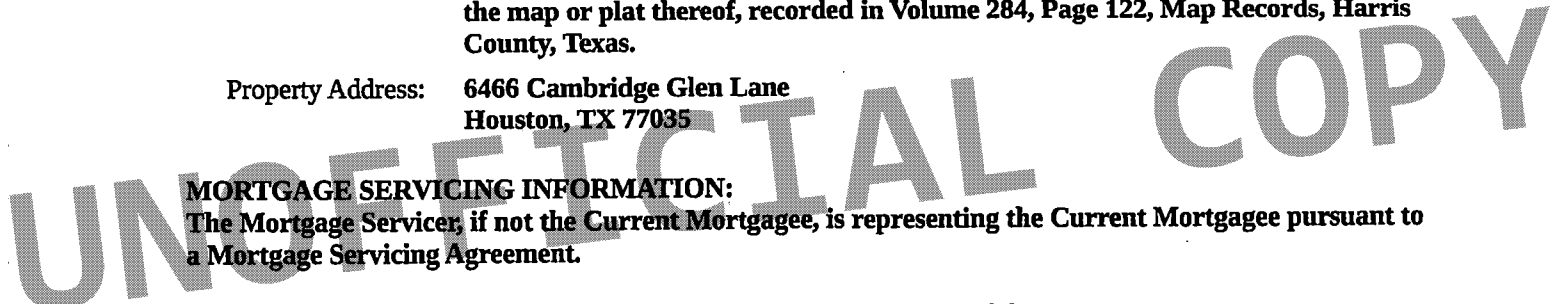 the map or plat thereof, recorded in Volume 284, Page 122, Map Records, Harris
County, Texas.
Property Address: 6466 Cambridge Glen Lane
Houston, TX 77035
UNOFFICIAL COPY
MORTGAGE SERVICING INFORMATION:
The Mortgage Servicer, if not the Current Mortgagee, is representing the Current Mortgagee pursuant to
a Mortgage Servicing Agreement.